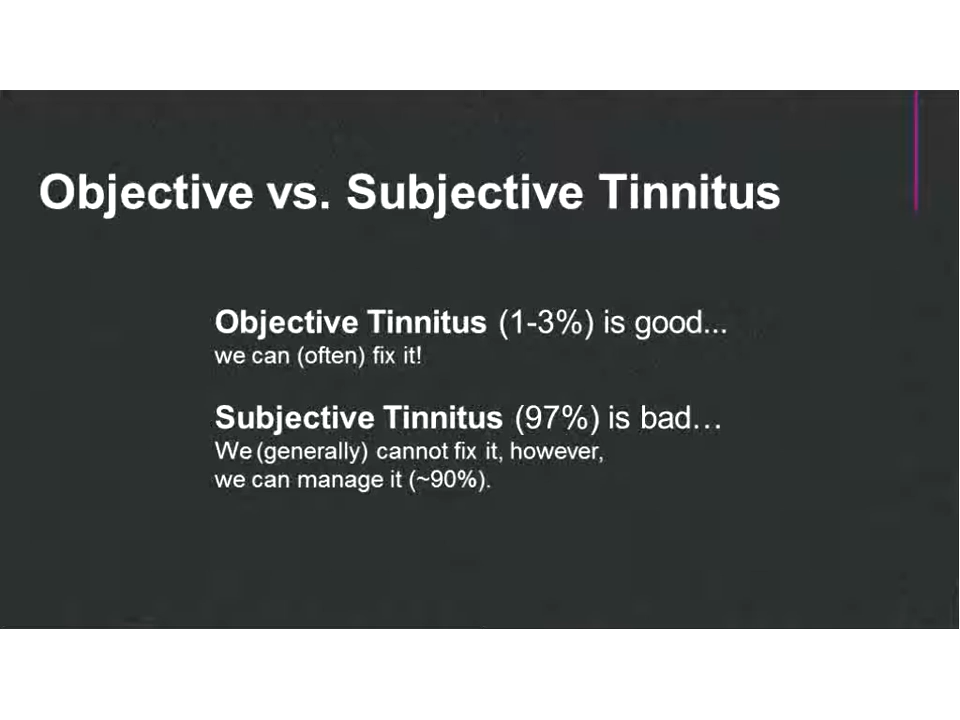 Objective vs. Subjective Tinnitus
Objective Tinnitus (1-3%) is good...
we can (often) fix it!
Subjective Tinnitus (97%) is bad…
We (generally) cannot fix it, however,
we can manage it (~90%).